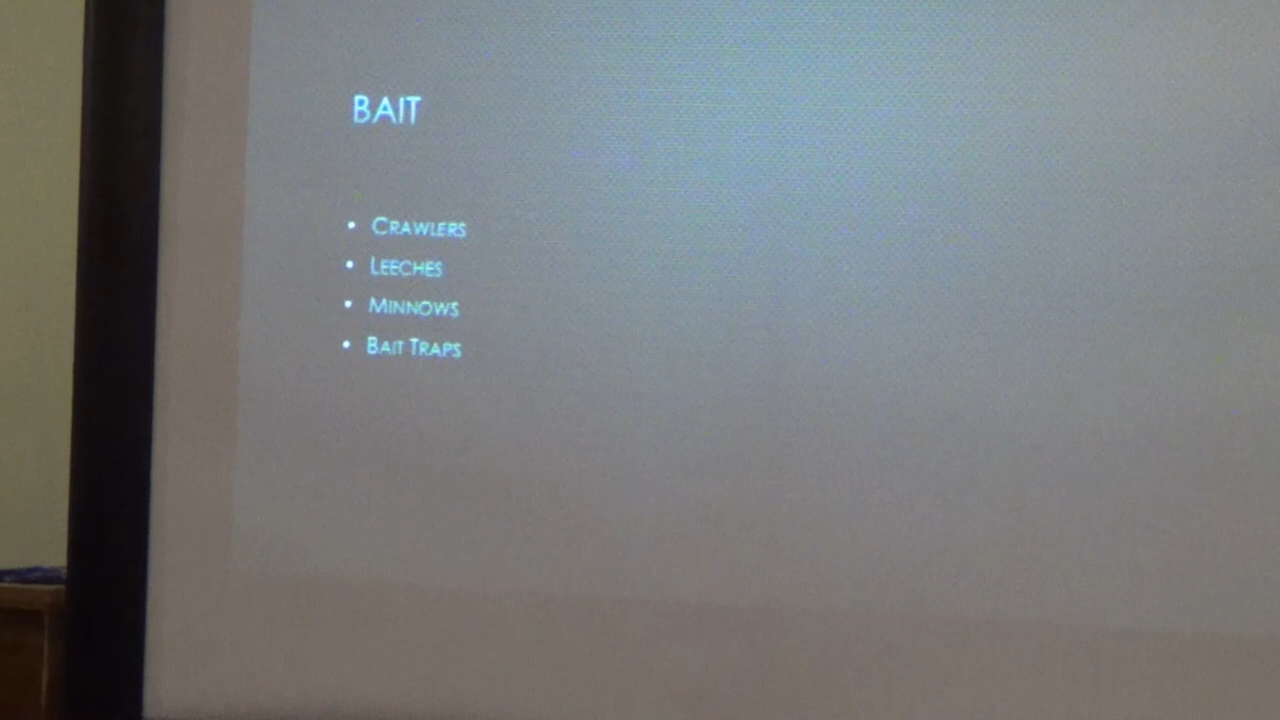 BAIT
• Crawlers
• Leeches
• Minnows
• Bait Traps